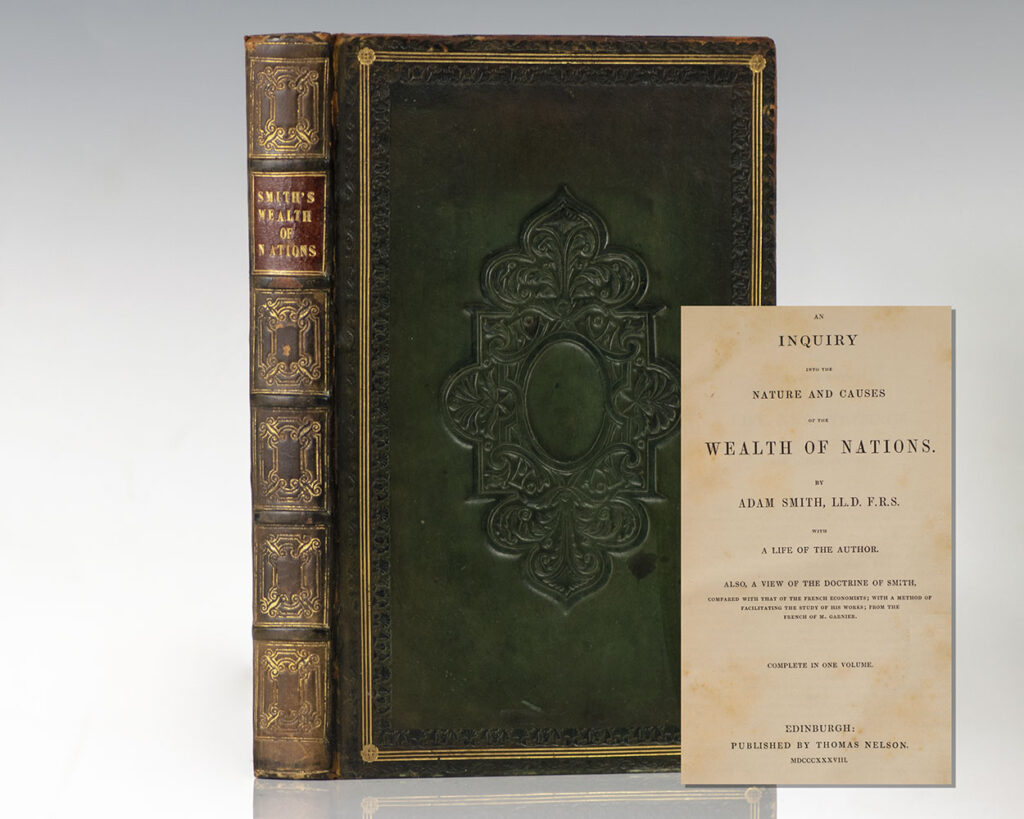 SMITH'S
WEALTH
OF
NATIONS
AN
INQUIRY
INTO THE
NATURE AND CAUSES
OF THE
WEALTH OF NATIONS.
BY
ADAM SMITH, LL.D. F.R.S.
WITH
A LIFE OF THE AUTHOR.
ALSO, A VIEW OF THE DOCTRINE OF SMITH,
COMPARED WITH THAT OF THE FRENCH ECONOMISTS; WITH A METHOD OF
FACILITATING THE STUDY OF HIS WORKS; FROM THE
FRENCH OF M. GARNIER.
COMPLETE IN ONE VOLUME.
EDINBURGH:
PUBLISHED BY THOMAS NELSON.
MDCCCXXXVIII.